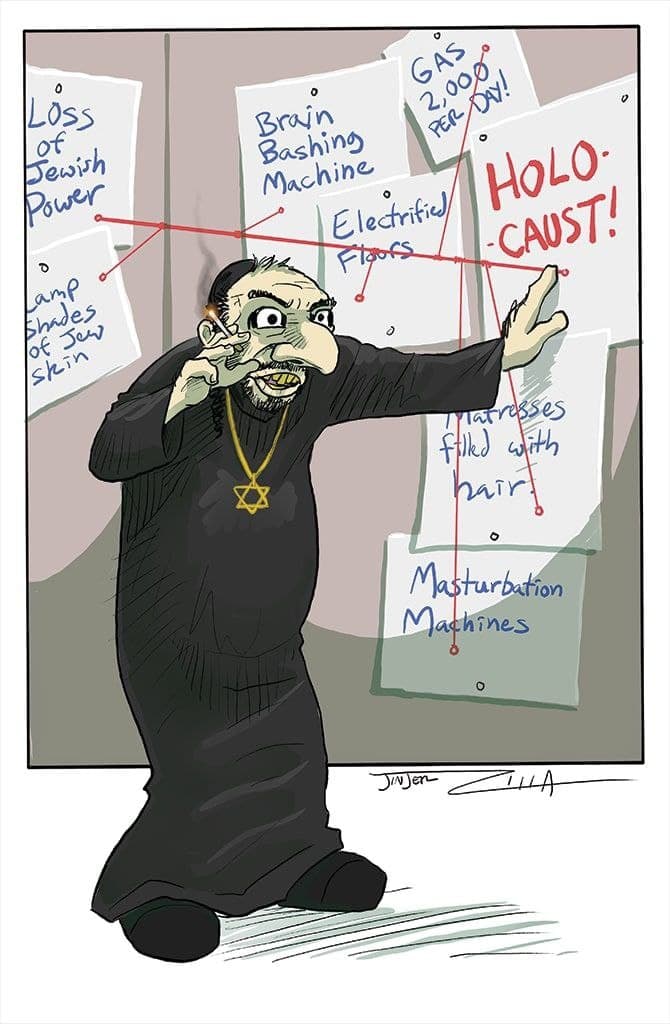 LOSS
of
Jewish
Power
Lamp
Shades
of Jew
skin
Brain
Bashing
Machine
GAS
2,000
PER DAY!
Electrified
Floors
HOLO-
-CAUST!
Matresses
filled with
hair.
Masturbation
Machines
JinJer Zilla